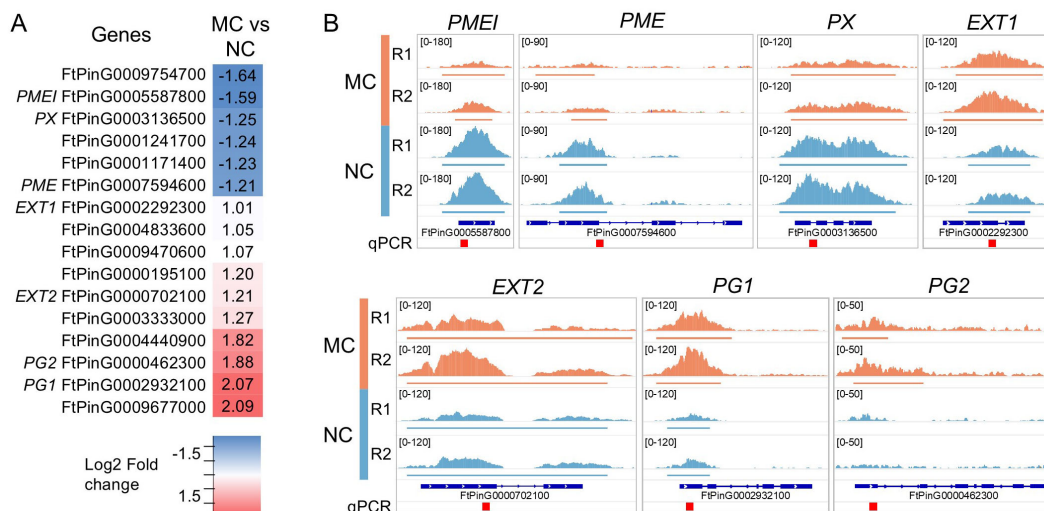 A
Genes
MC vs
NC
FtPinG0009754700 -1.64
PMEI FtPinG0005587800 -1.59
PX FtPinG0003136500 -1.25
FtPinG0001241700 -1.24
FtPinG0001171400 -1.23
PME FtPinG0007594600 -1.21
EXT1 FtPinG0002292300 1.01
FtPinG0004833600 1.05
FtPinG0009470600 1.07
FtPinG0000195100 1.20
EXT2 FtPinG0000702100 1.21
FtPinG0003333000 1.27
FtPinG0004440900 1.82
PG2 FtPinG0000462300 1.88
PG1 FtPinG0002932100 2.07
FtPinG0009677000 2.09
Log2 Fold
change
-1.5
1.5
B
PMEI PME PX EXT1
MC
R1
[0-180] [0-90] [0-120] [0-120]
R2
[0-180] [0-90] [0-120] [0-120]
NC
R1
[0-180] [0-90] [0-120] [0-120]
R2
[0-180] [0-90] [0-120] [0-120]
FtPinG0005587800 FtPinG0007594600 FtPinG0003136500 FtPinG0002292300
qPCR
EXT2 PG1 PG2
MC
R1
[0-120] [0-120] [0-50]
R2
[0-120] [0-120] [0-50]
NC
R1
[0-120] [0-120] [0-50]
R2
[0-120] [0-120] [0-50]
FtPinG0000702100 FtPinG0002932100 FtPinG0000462300
qPCR